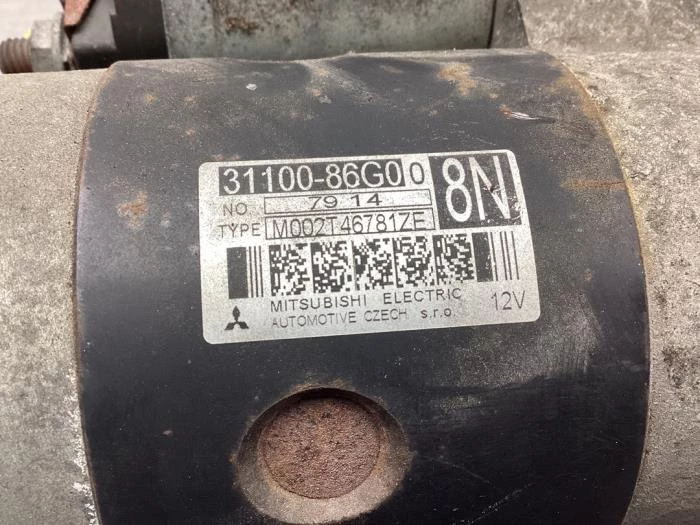 31100-86G00
8N
NO. 79 14
TYPE M002T46781ZE
MITSUBISHI ELECTRIC
AUTOMOTIVE CZECH s.r.o.
12V